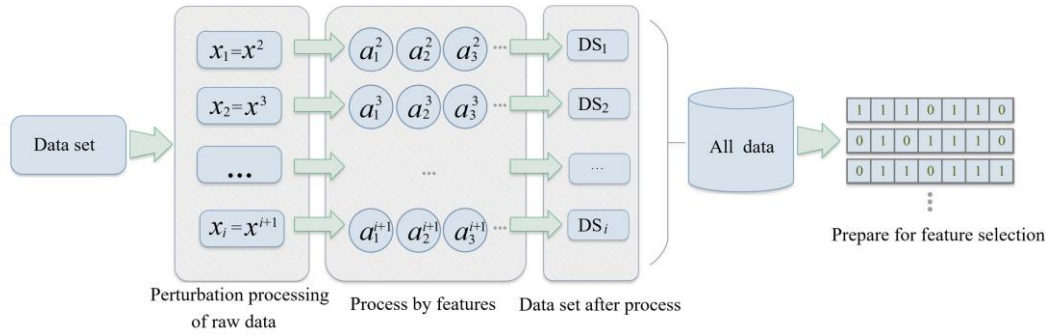 Data set
x₁=x²
x₂=x³
...
xᵢ=xⁱ⁺¹
a₁² a₂² a₃² ...
a₁³ a₂³ a₃³ ...
...
a₁ⁱ⁺¹ a₂ⁱ⁺¹ a₃ⁱ⁺¹ ...
DS₁
DS₂
...
DSᵢ
All data
1 1 1 0 1 1 1 0
0 1 0 1 1 1 1 0
0 1 1 0 1 1 1 1
Perturbation processing
of raw data
Process by features
Data set after process
Prepare for feature selection